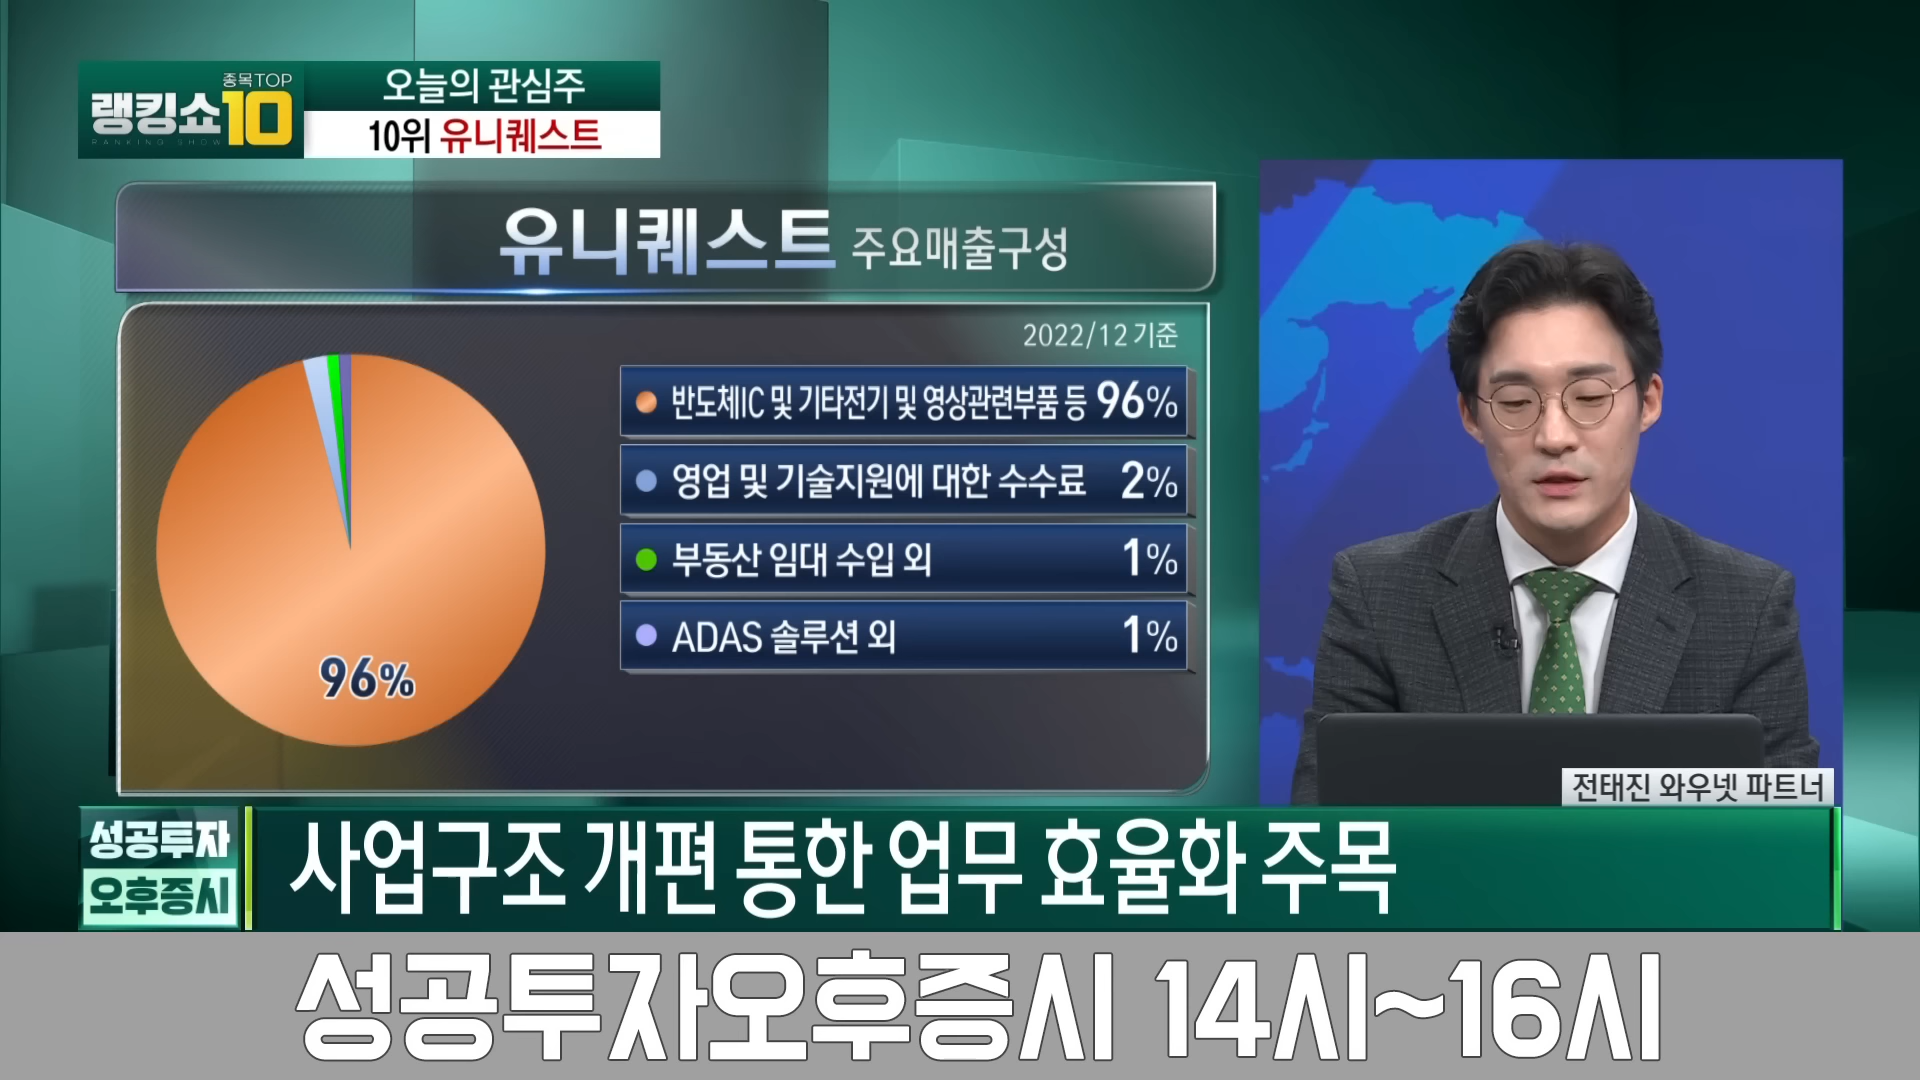 종목TOP
랭킹쇼10
RANKING SHOW
오늘의 관심주
10위 유니퀘스트
유니퀘스트 주요매출구성
2022/12 기준
반도체IC 및 기타전기 및 영상관련부품 등 96%
영업 및 기술지원에 대한 수수료 2%
부동산 임대 수입 외 1%
ADAS 솔루션 외 1%
96%
전태진 와우넷 파트너
성공투자
오후증시
사업구조 개편 통한 업무 효율화 주목
성공투자오후증시 14시~16시